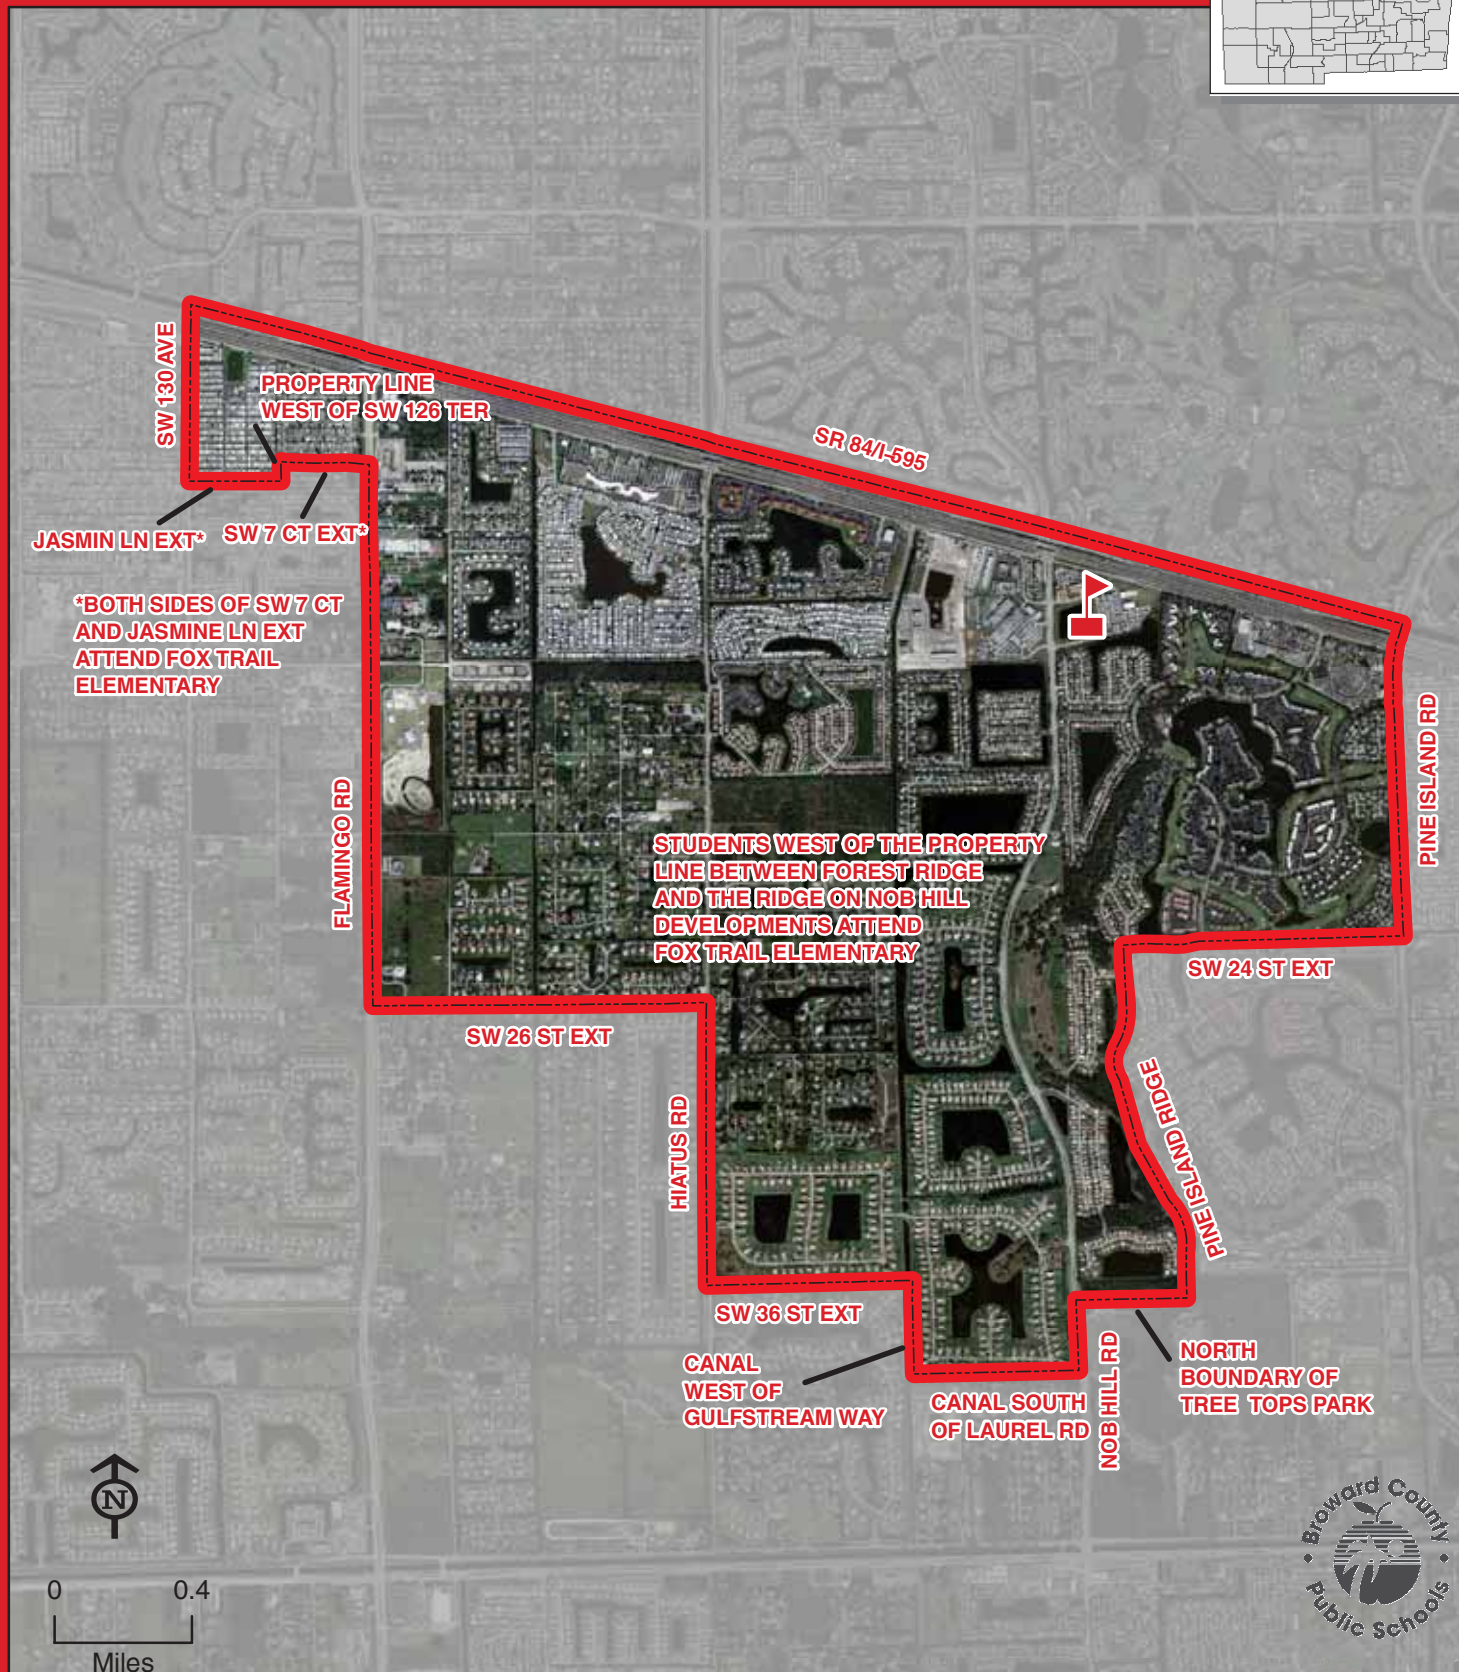 SW 130 AVE
PROPERTY LINE
WEST OF SW 126 TER
SR 84/I-595
JASMIN LN EXT*
SW 7 CT EXT*
*BOTH SIDES OF SW 7 CT
AND JASMINE LN EXT
ATTEND FOX TRAIL
ELEMENTARY
PINE ISLAND RD
FLAMINGO RD
STUDENTS WEST OF THE PROPERTY
LINE BETWEEN FOREST RIDGE
AND THE RIDGE ON NOB HILL
DEVELOPMENTS ATTEND
FOX TRAIL ELEMENTARY
SW 24 ST EXT
SW 26 ST EXT
HIATUS RD
PINE ISLAND RIDGE
SW 36 ST EXT
CANAL
WEST OF
GULFSTREAM WAY
CANAL SOUTH
OF LAUREL RD
NOB HILL RD
NORTH
BOUNDARY OF
TREE TOPS PARK
N
0 0.4
Miles
Broward County
Public Schools